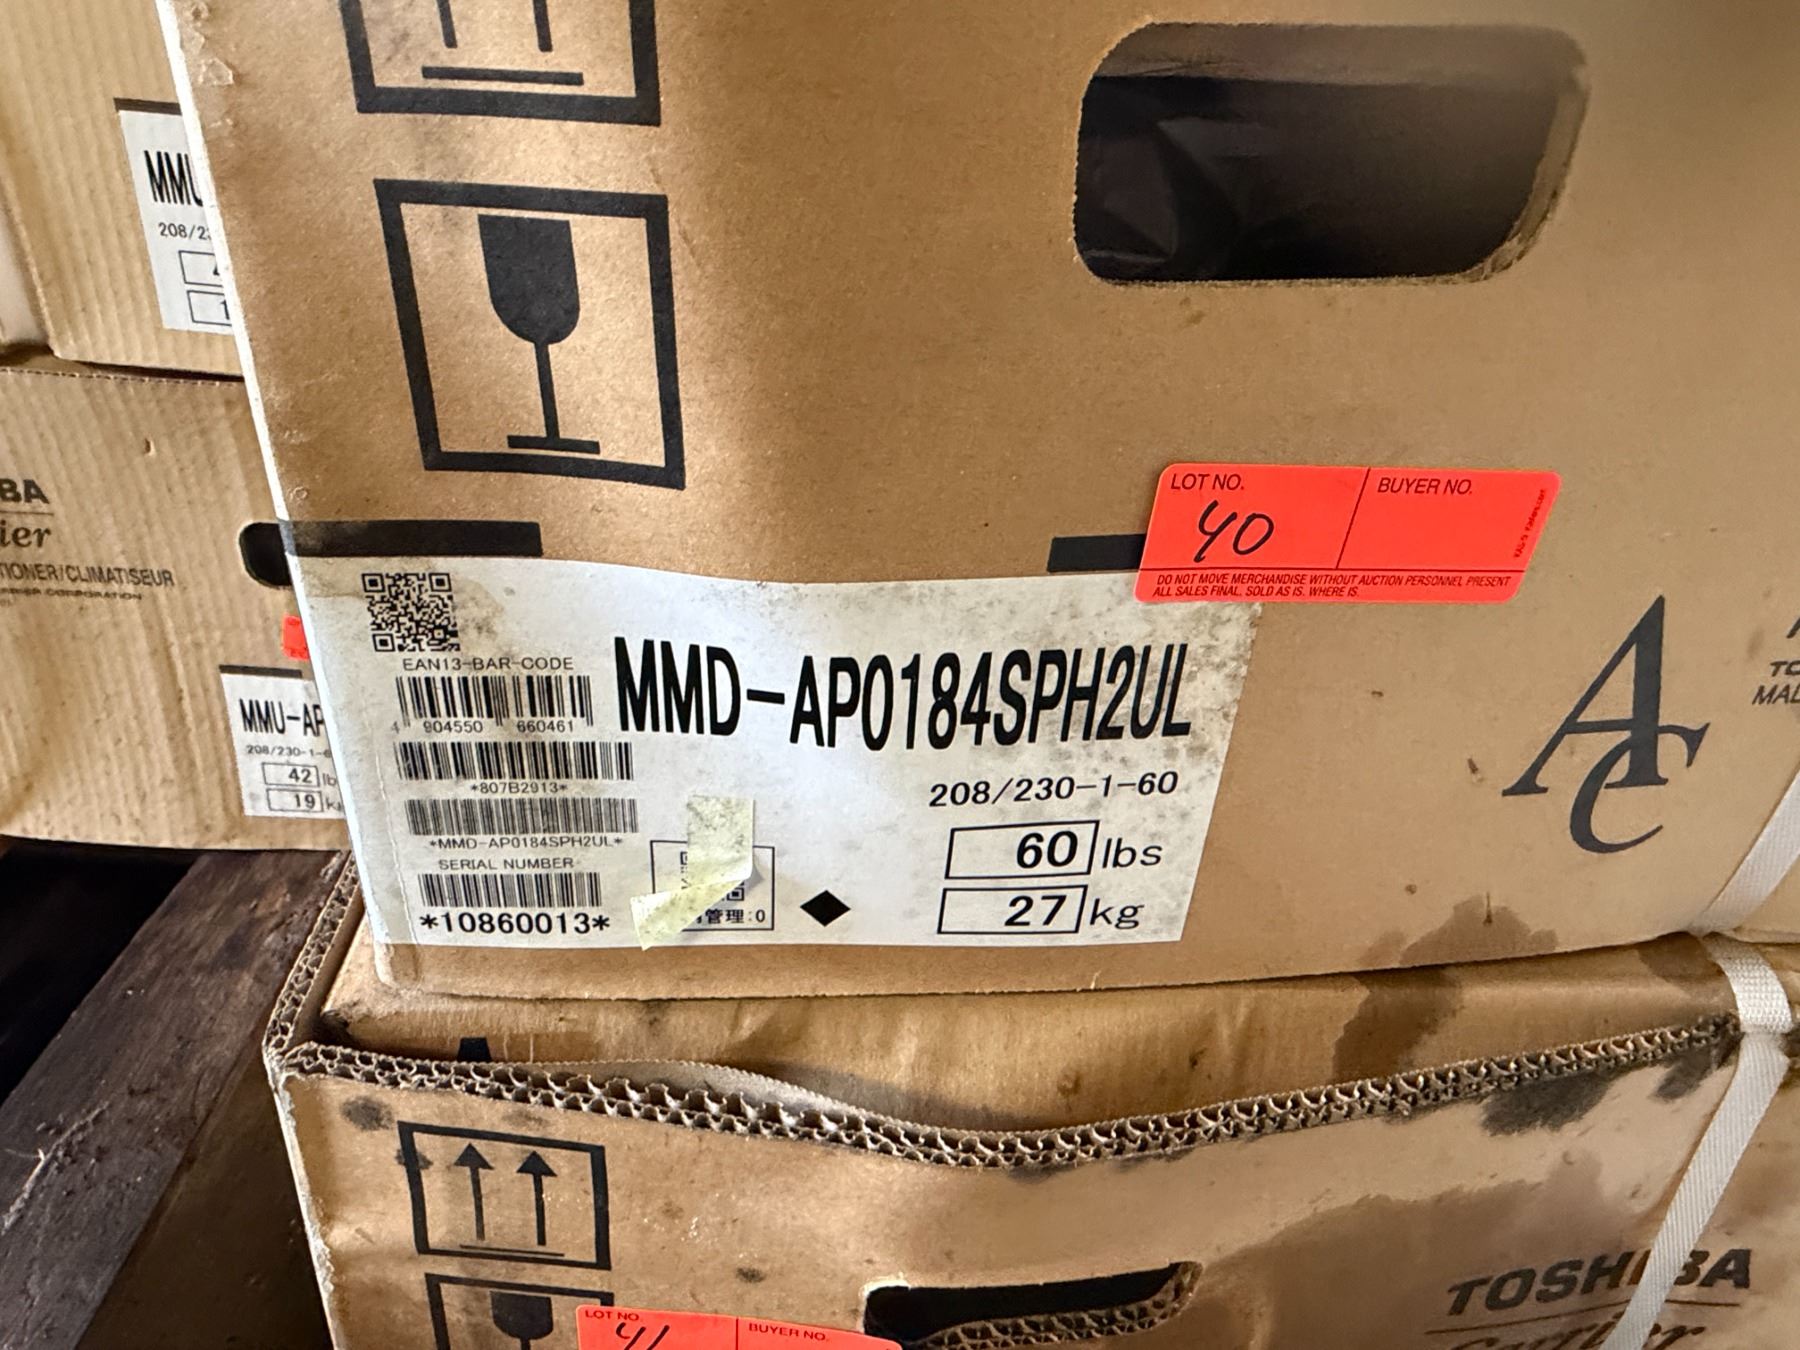 208/2
LOT NO.
BUYER NO.
40
DO NOT MOVE MERCHANDISE WITHOUT AUCTION PERSONNEL PRESENT
ALL SALES FINAL. SOLD AS IS. WHERE IS.
BA
ier
TIONER/CLIMATISEUR
MMD-AP0184SPH2UL
EAN13-BAR-CODE
4 904550 660461
*807B2913*
*MMD-AP0184SPH2UL*
SERIAL NUMBER
*10860013*
管理:0
208/230-1-60
60 lbs
27 kg
AC
MMU-AP
208/230-1-6
42 lb
19 k
LOT NO.
BUYER NO.
41
TOSHIBA
Carrier